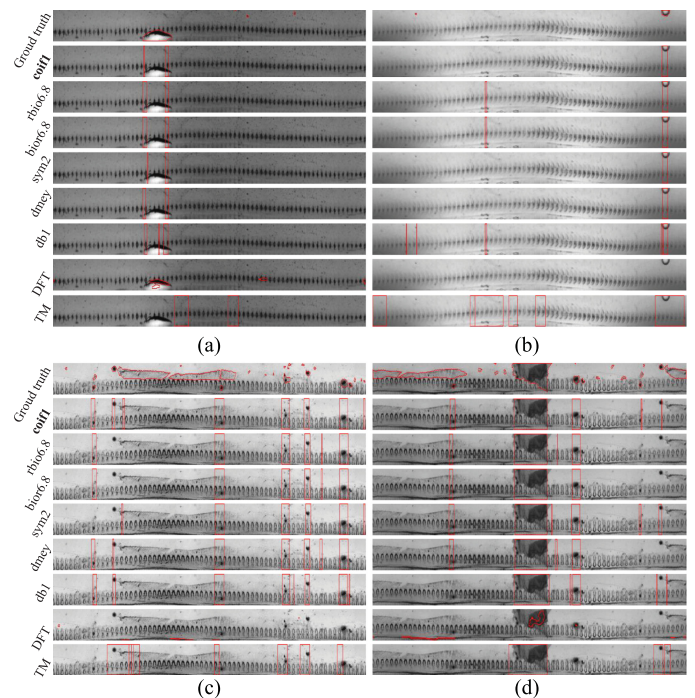 Groud truth
coif1
rbio6.8
bior6.8
sym2
dmey
db1
DFT
TM
(a)
(b)
Groud truth
coif1
rbio6.8
bior6.8
sym2
dmey
db1
DFT
TM
(c)
(d)